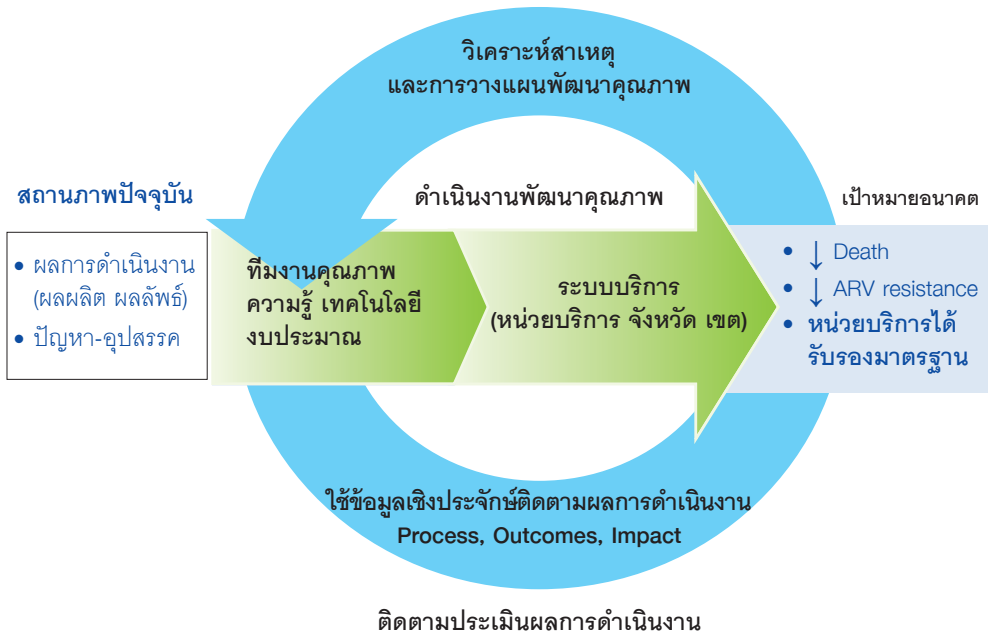 วิเคราะห์สาเหตุ
และการวางแผนพัฒนาคุณภาพ
สถานภาพปัจจุบัน
ดำเนินงานพัฒนาคุณภาพ
เป้าหมายอนาคต
• ผลการดำเนินงาน
(ผลผลิต ผลลัพธ์)
• ปัญหา-อุปสรรค
ทีมงานคุณภาพ
ความรู้ เทคโนโลยี
งบประมาณ
ระบบบริการ
(หน่วยบริการ จังหวัด เขต)
• ↓ Death
• ↓ ARV resistance
• หน่วยบริการได้
รับรองมาตรฐาน
ใช้ข้อมูลเชิงประจักษ์ติดตามผลการดำเนินงาน
Process, Outcomes, Impact
ติดตามประเมินผลการดำเนินงาน